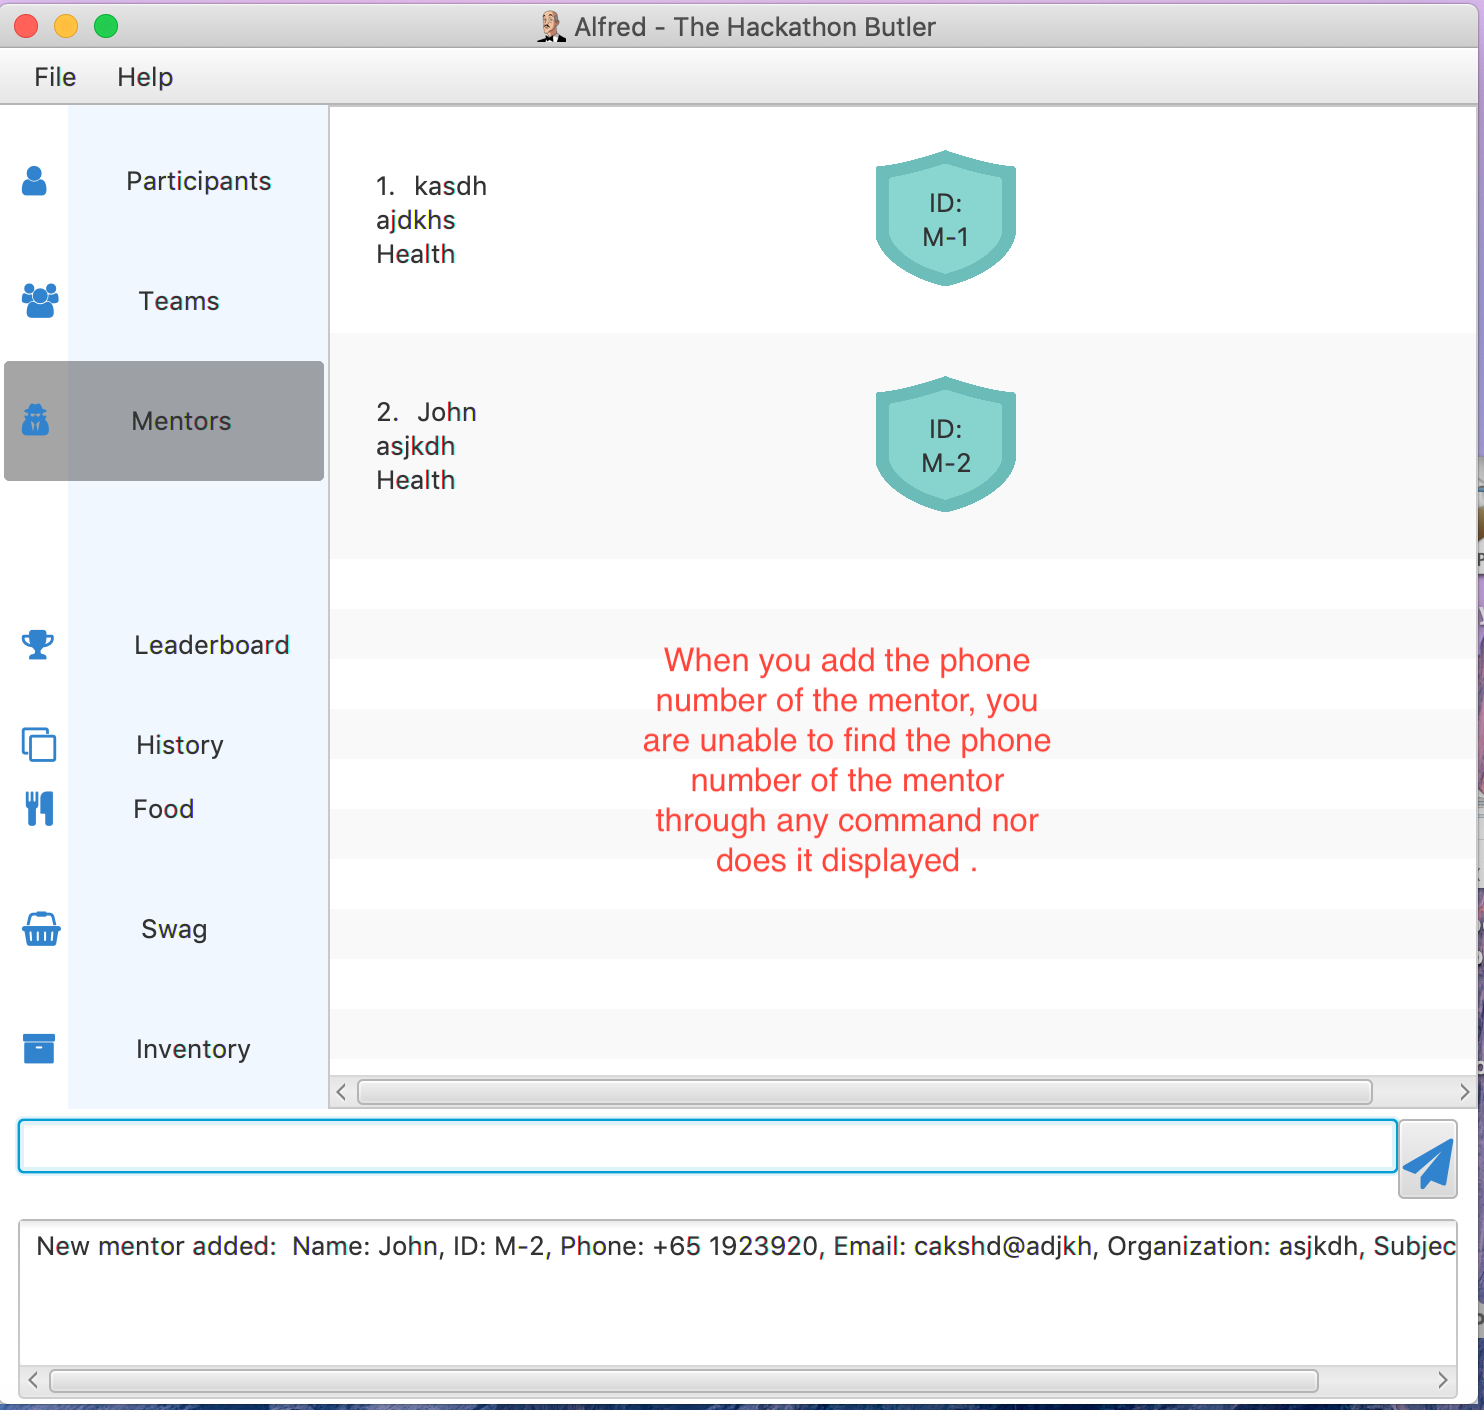 Alfred - The Hackathon Butler
File Help
Participants
Teams
Mentors
Leaderboard
History
Food
Swag
Inventory
1. kasdh
ajdkhs
Health
ID:
M-1
2. John
asjkdh
Health
ID:
M-2
When you add the phone
number of the mentor, you
are unable to find the phone
number of the mentor
through any command nor
does it displayed .
New mentor added: Name: John, ID: M-2, Phone: +65 1923920, Email: cakshd@adjkh, Organization: asjkdh, Subjec